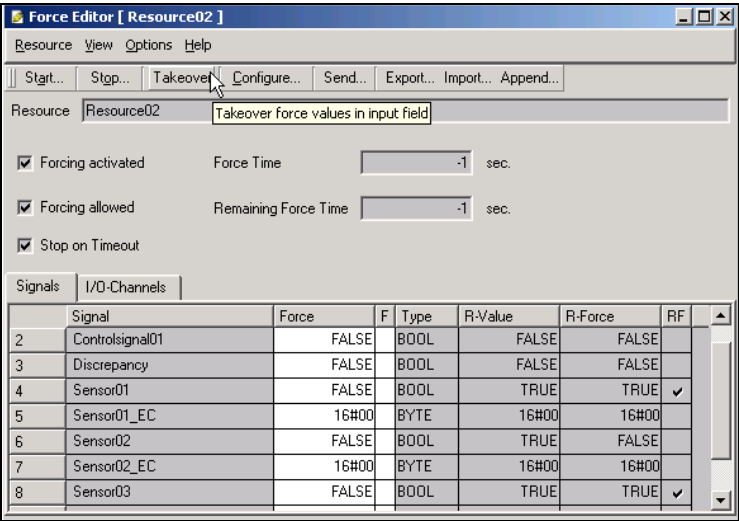 Force Editor [ Resource02 ]
Resource View Options Help
Start... Stop... Takeover Configure... Send... Export... Import... Append...
Resource Resource02
Takeover force values in input field
Forcing activated Force Time -1 sec.
Forcing allowed Remaining Force Time -1 sec.
Stop on Timeout
Signals I/O-Channels
Signal Force F Type R-Value R-Force RF
2 Controlsignal01 FALSE BOOL FALSE FALSE
3 Discrepancy FALSE BOOL FALSE FALSE
4 Sensor01 FALSE BOOL TRUE TRUE ✔
5 Sensor01_EC 16#00 BYTE 16#00 16#00
6 Sensor02 FALSE BOOL TRUE FALSE
7 Sensor02_EC 16#00 BYTE 16#00 16#00
8 Sensor03 FALSE BOOL TRUE TRUE ✔